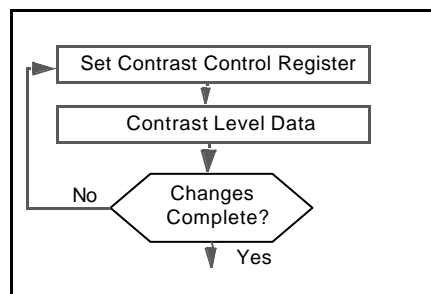 Set Contrast Control Register
Contrast Level Data
No
Changes
Complete?
Yes